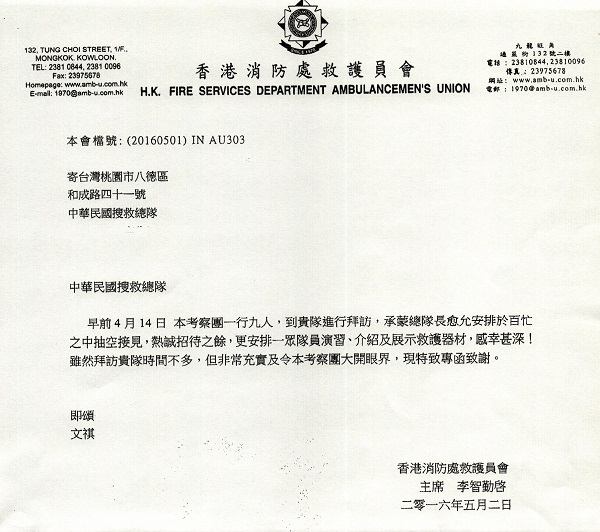 132, TUNG CHOI STREET, 1/F.,
MONGKOK, KOWLOON.
TEL: 2381 0844, 2381 0096
Fax: 23975678
Homepage: www.amb-u.com.hk
E-mail: 1970@amb-u.com.hk
香港消防處救護員會
H.K. FIRE SERVICES DEPARTMENT AMBULANCEMEN'S UNION
九龍旺角
通菜街132號二樓
電話：23810844, 23810096
傳真：23975678
網址：www-amb-u.com.hk
電郵：1970@amb-u.com.hk
本會檔號: (20160501) IN AU303
寄台灣桃園市八德區
和成路四十一號
中華民國搜救總隊
中華民國搜救總隊
早前4月14日 本考察團一行九人，到貴隊進行拜訪，承蒙總隊長愈允安排於百忙
之中抽空接見，熱誠招待之餘，更安排一眾隊員演習、介紹及展示救護器材，感幸甚深！
雖然拜訪貴隊時間不多，但非常充實及令本考察團大開眼界，現特致專函致謝。
即頌
文祺
香港消防處救護員會
主席 李智勤啓
二零一六年五月二日